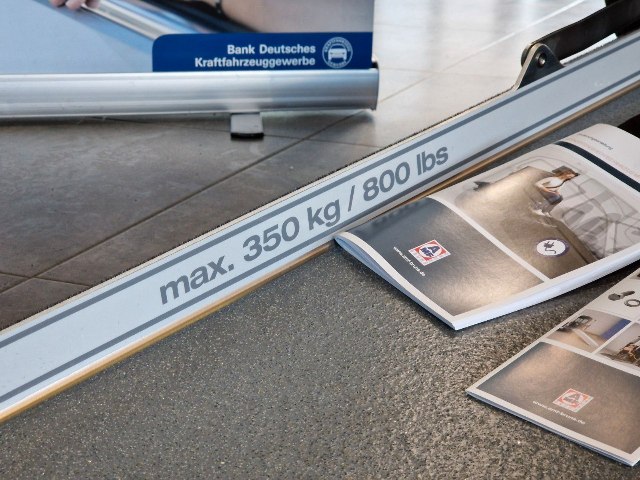 Bank Deutsches
Kraftfahrzeuggewerbe
max. 350 kg / 800 lbs